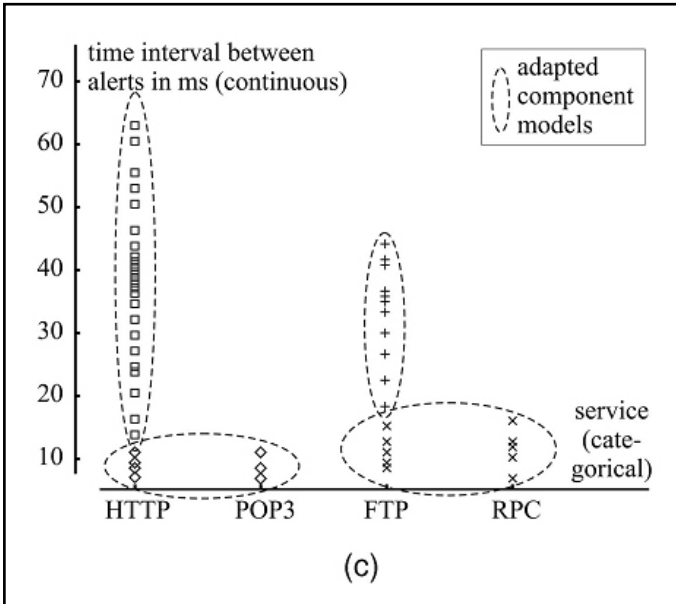 time interval between
alerts in ms (continuous)
adapted
component
models
70
60
50
40
30
20
10
service
(cate-
gorical)
HTTP POP3 FTP RPC
(c)